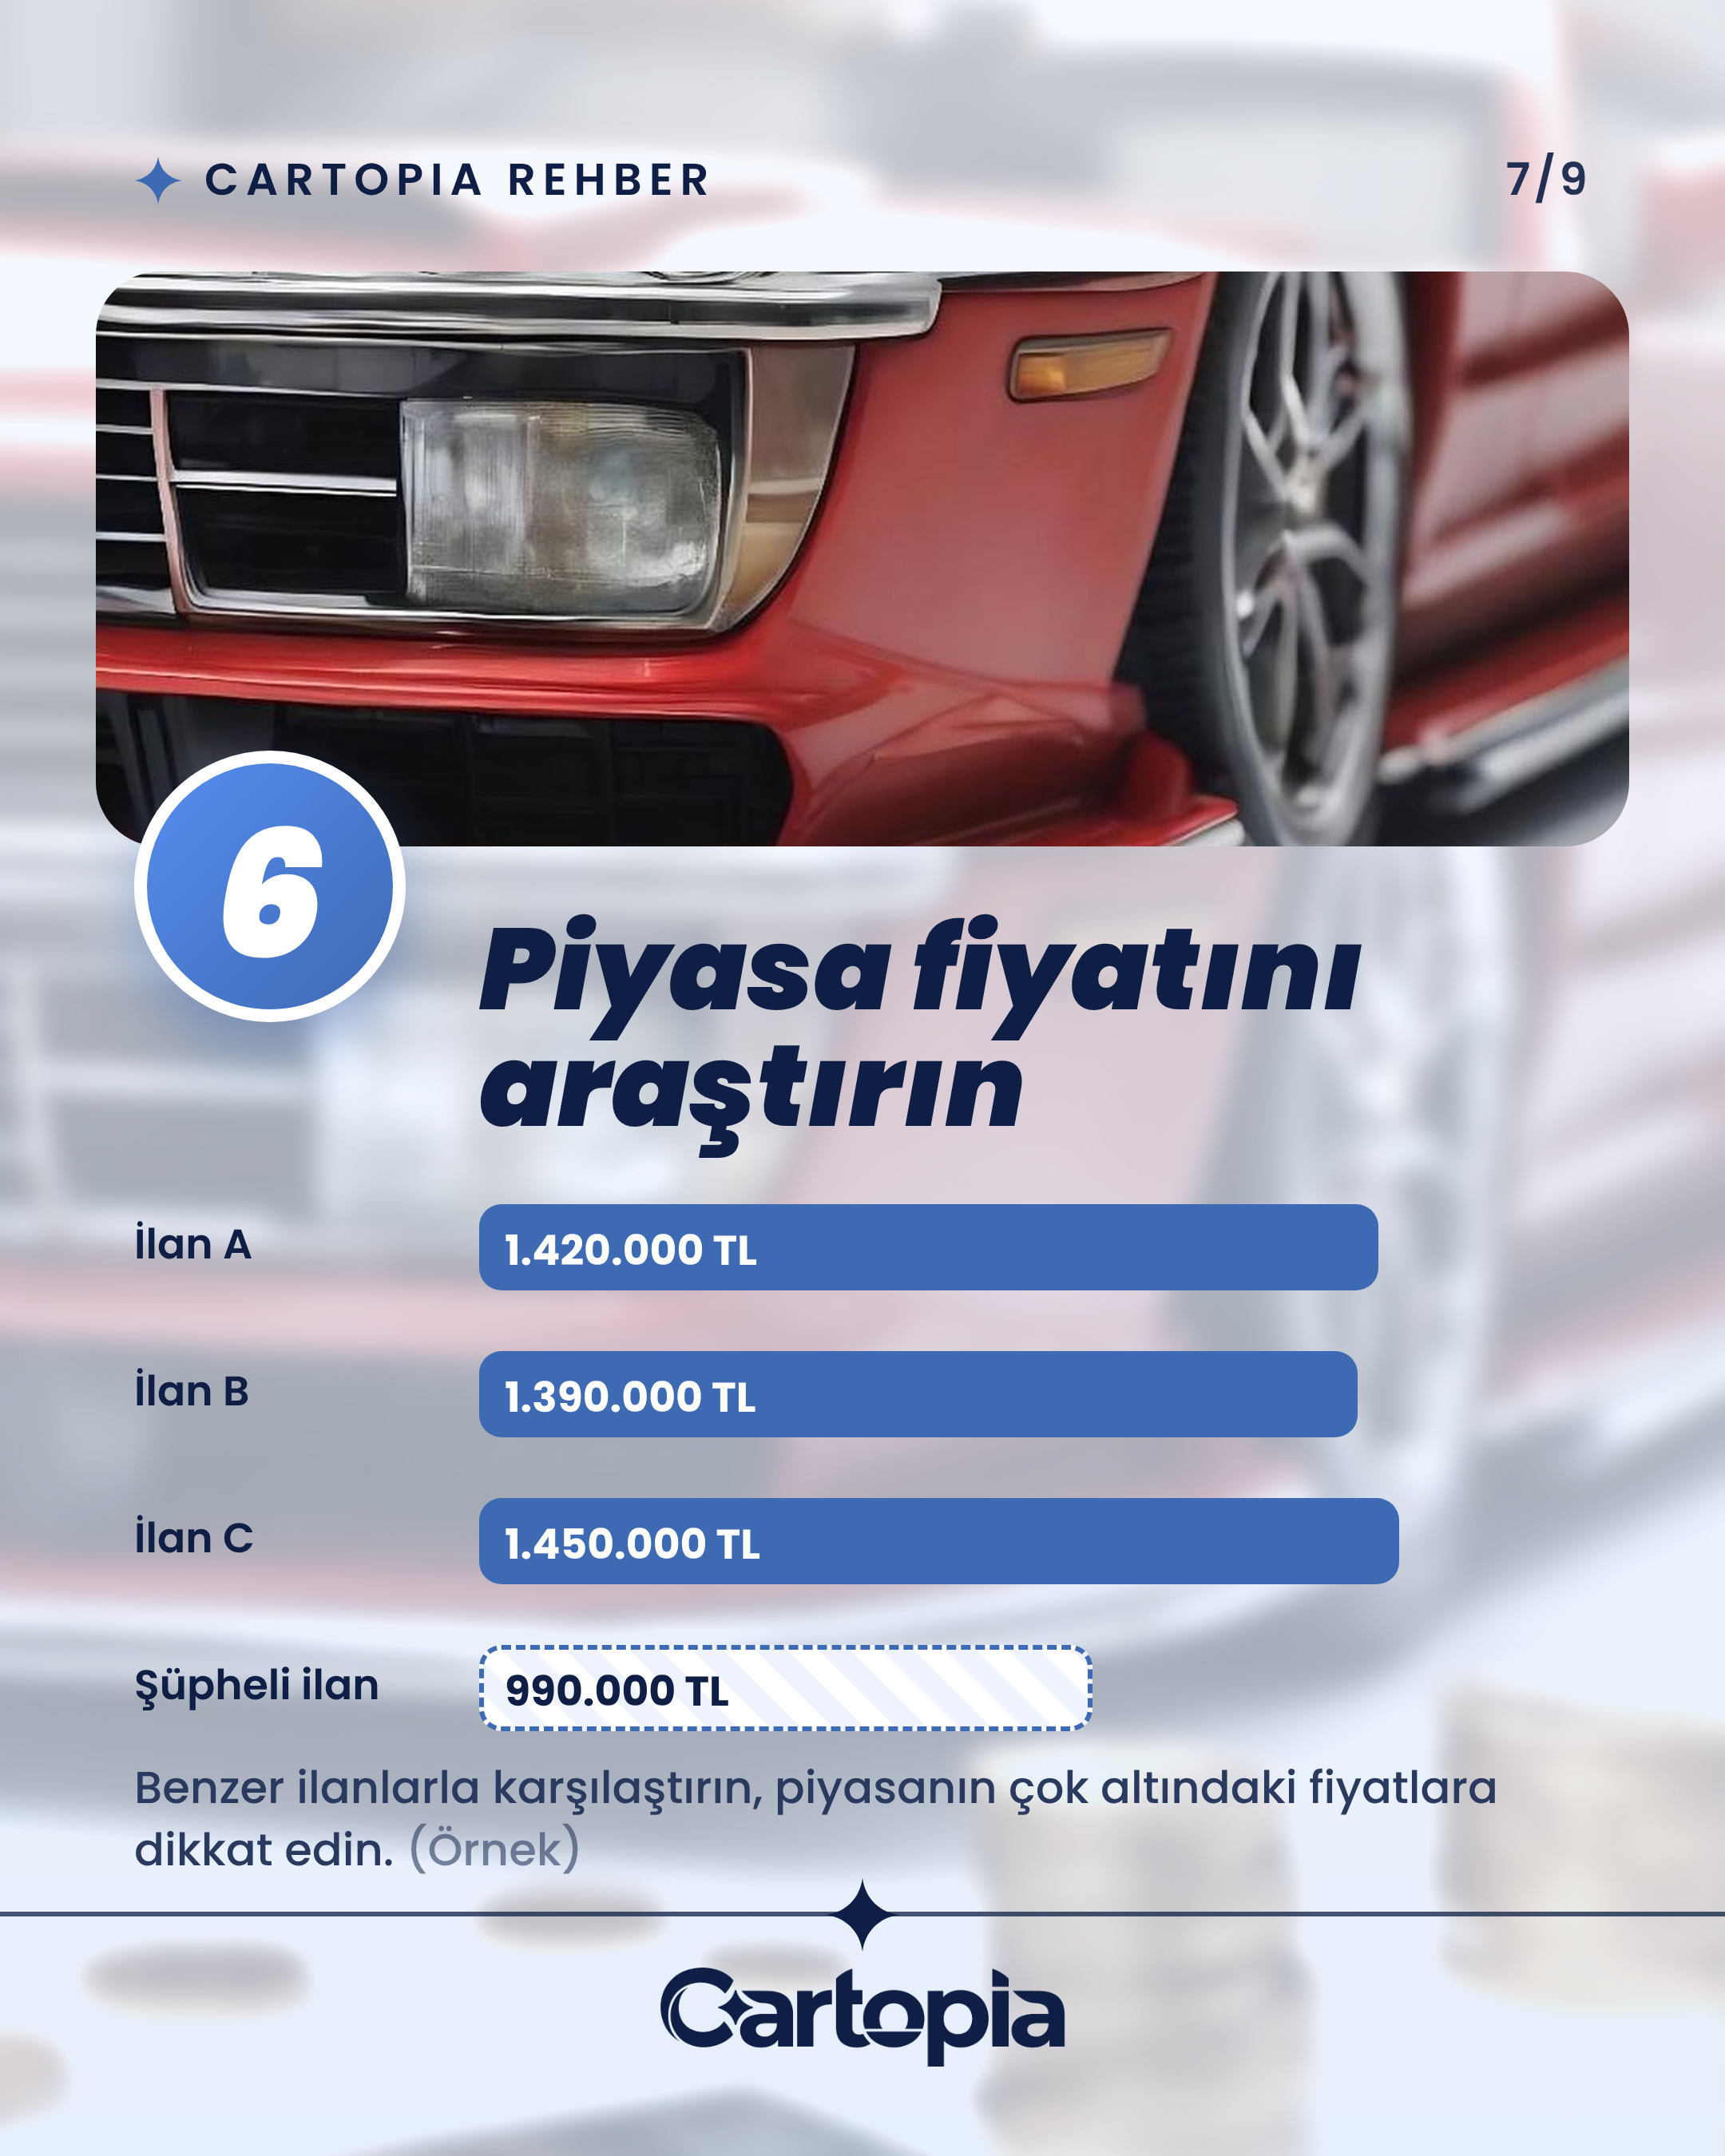 CARTOPIA REHBER
7/9
6
Piyasa fiyatını
araştırın
İlan A
1.420.000 TL
İlan B
1.390.000 TL
İlan C
1.450.000 TL
Şüpheli ilan
990.000 TL
Benzer ilanlarla karşılaştırın, piyasanın çok altındaki fiyatlara
dikkat edin. (Örnek)
Cartopia